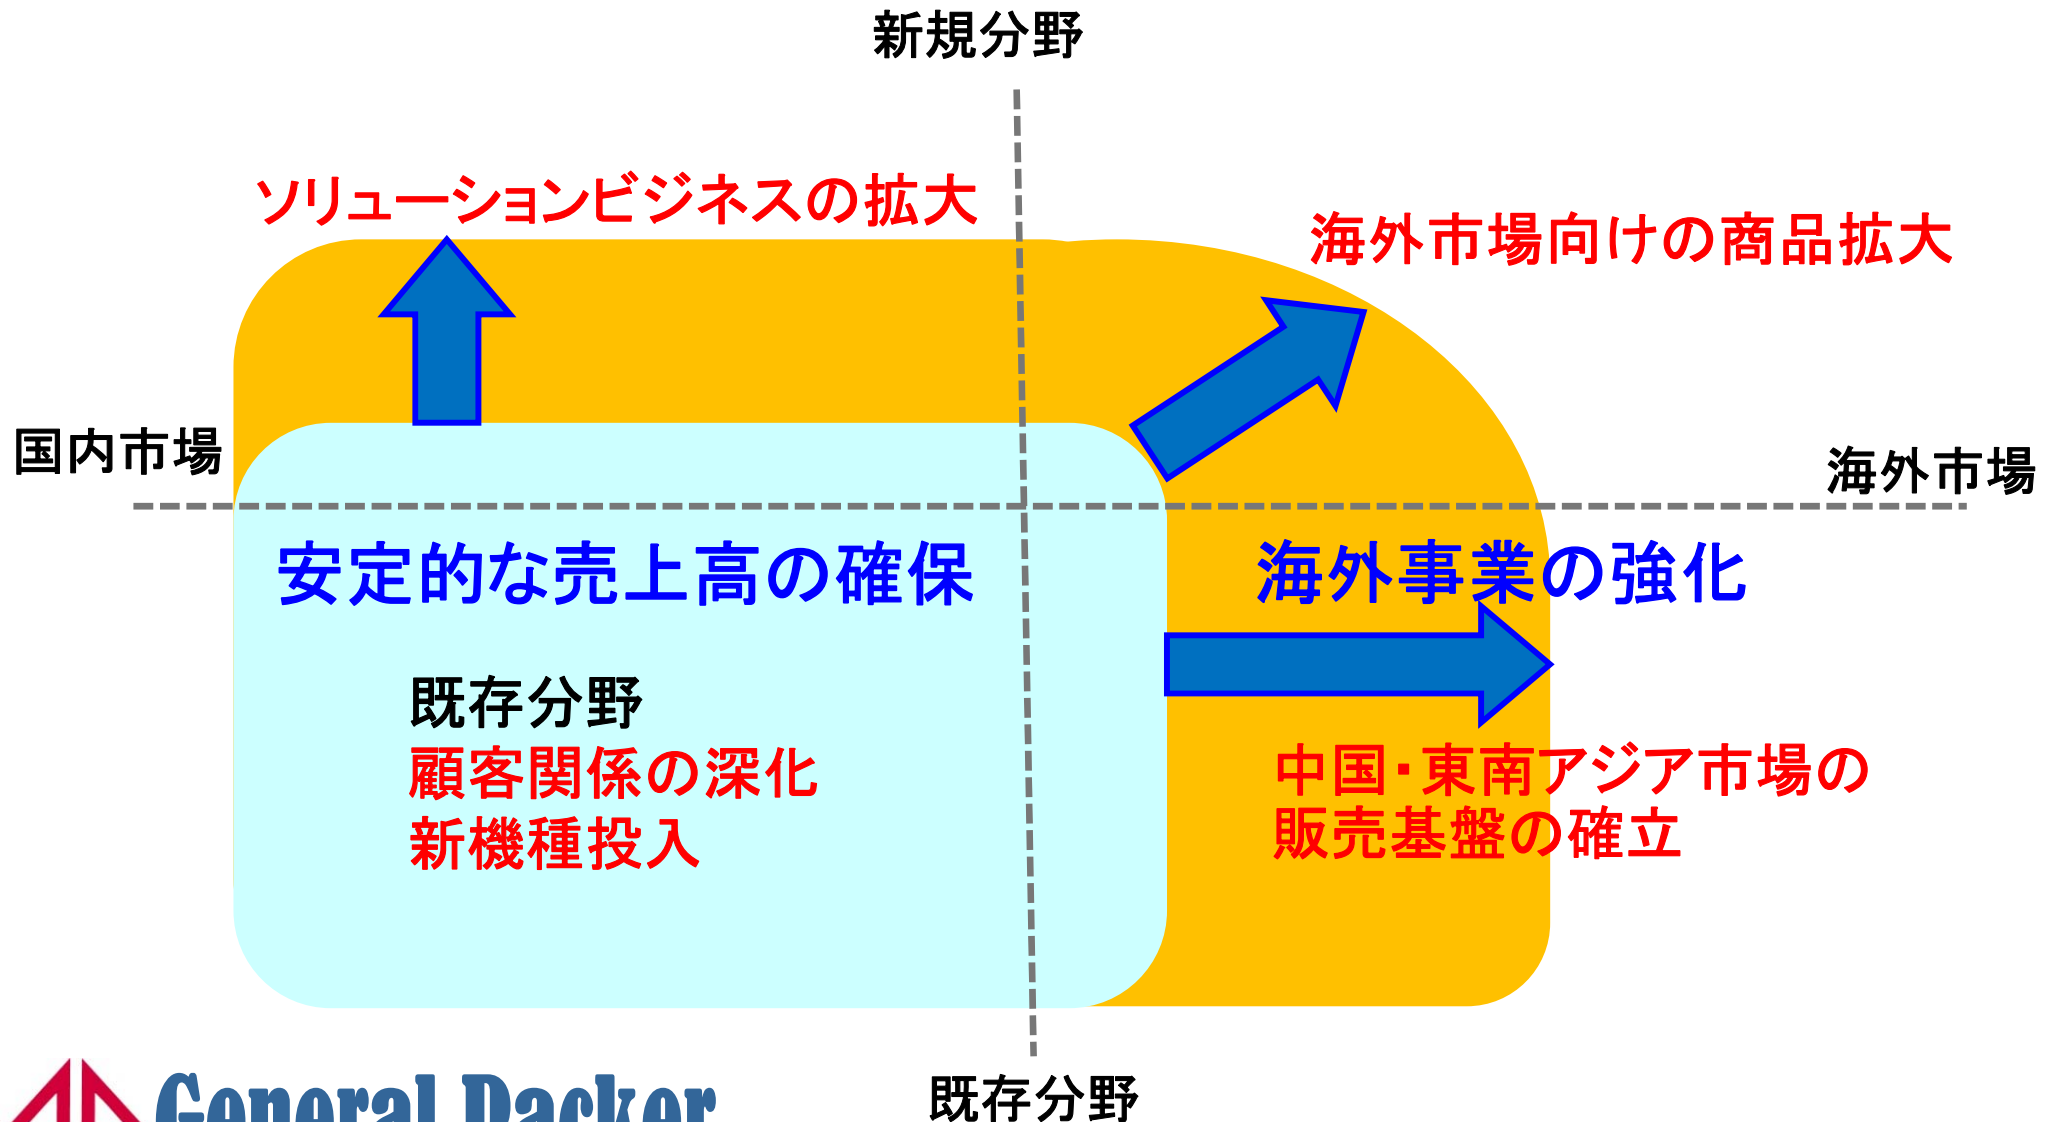 新規分野
ソリューションビジネスの拡大
海外市場向けの商品拡大
国内市場
海外市場
安定的な売上高の確保
海外事業の強化
既存分野
顧客関係の深化
新機種投入
中国・東南アジア市場の
販売基盤の確立
General Packer
既存分野